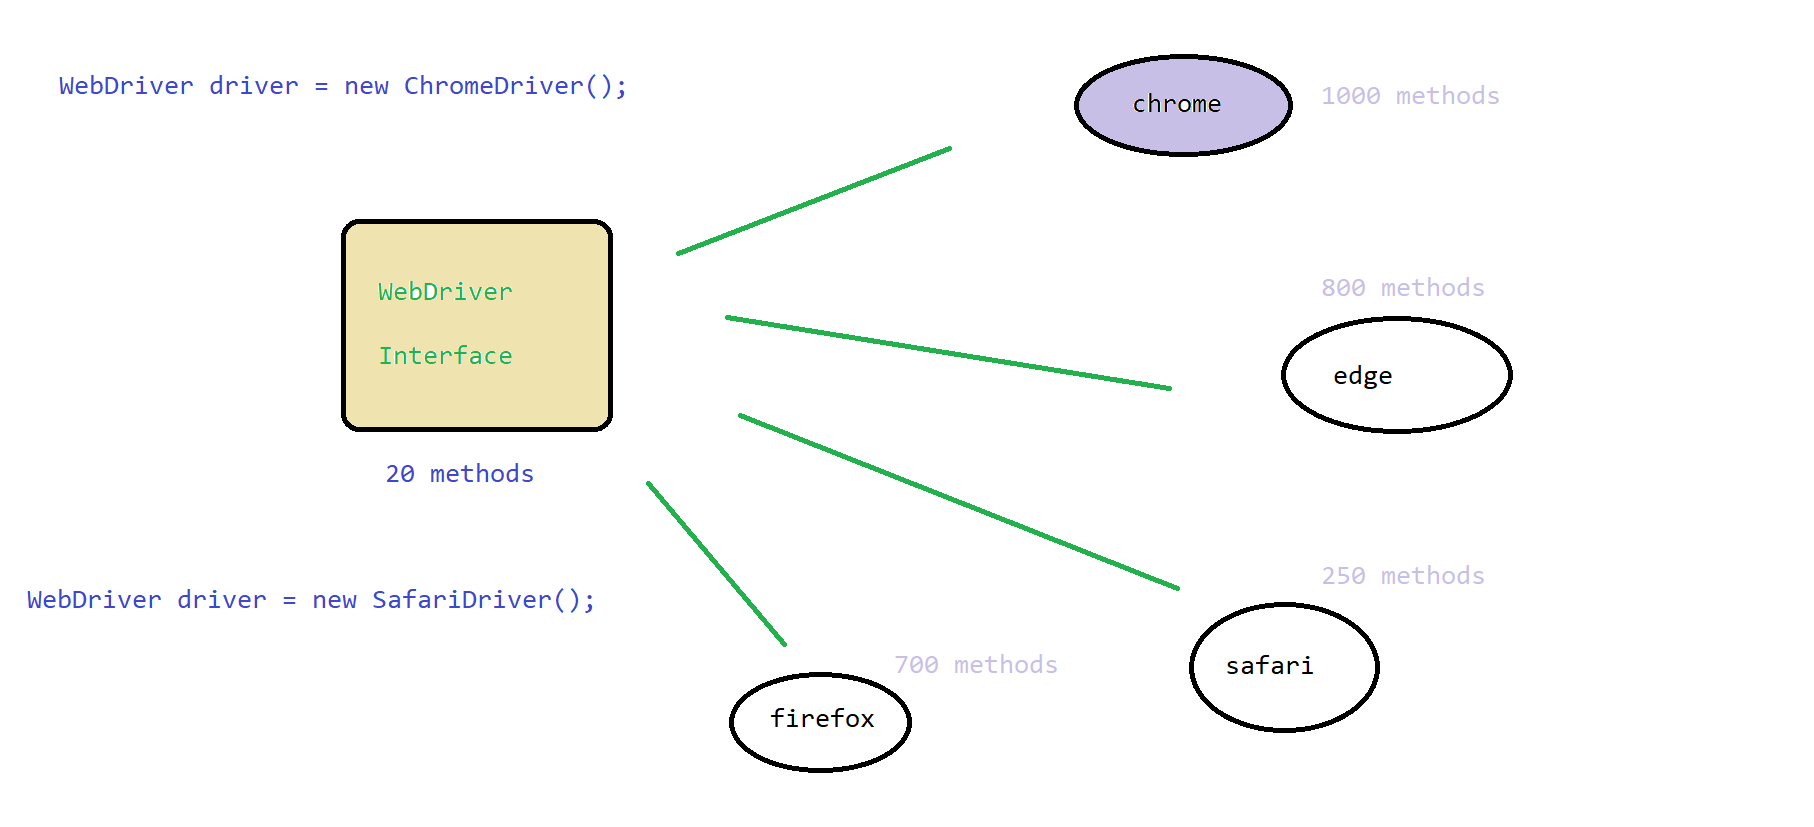 WebDriver driver = new ChromeDriver();
chrome
1000 methods
WebDriver
Interface
800 methods
edge
20 methods
250 methods
WebDriver driver = new SafariDriver();
700 methods
safari
firefox